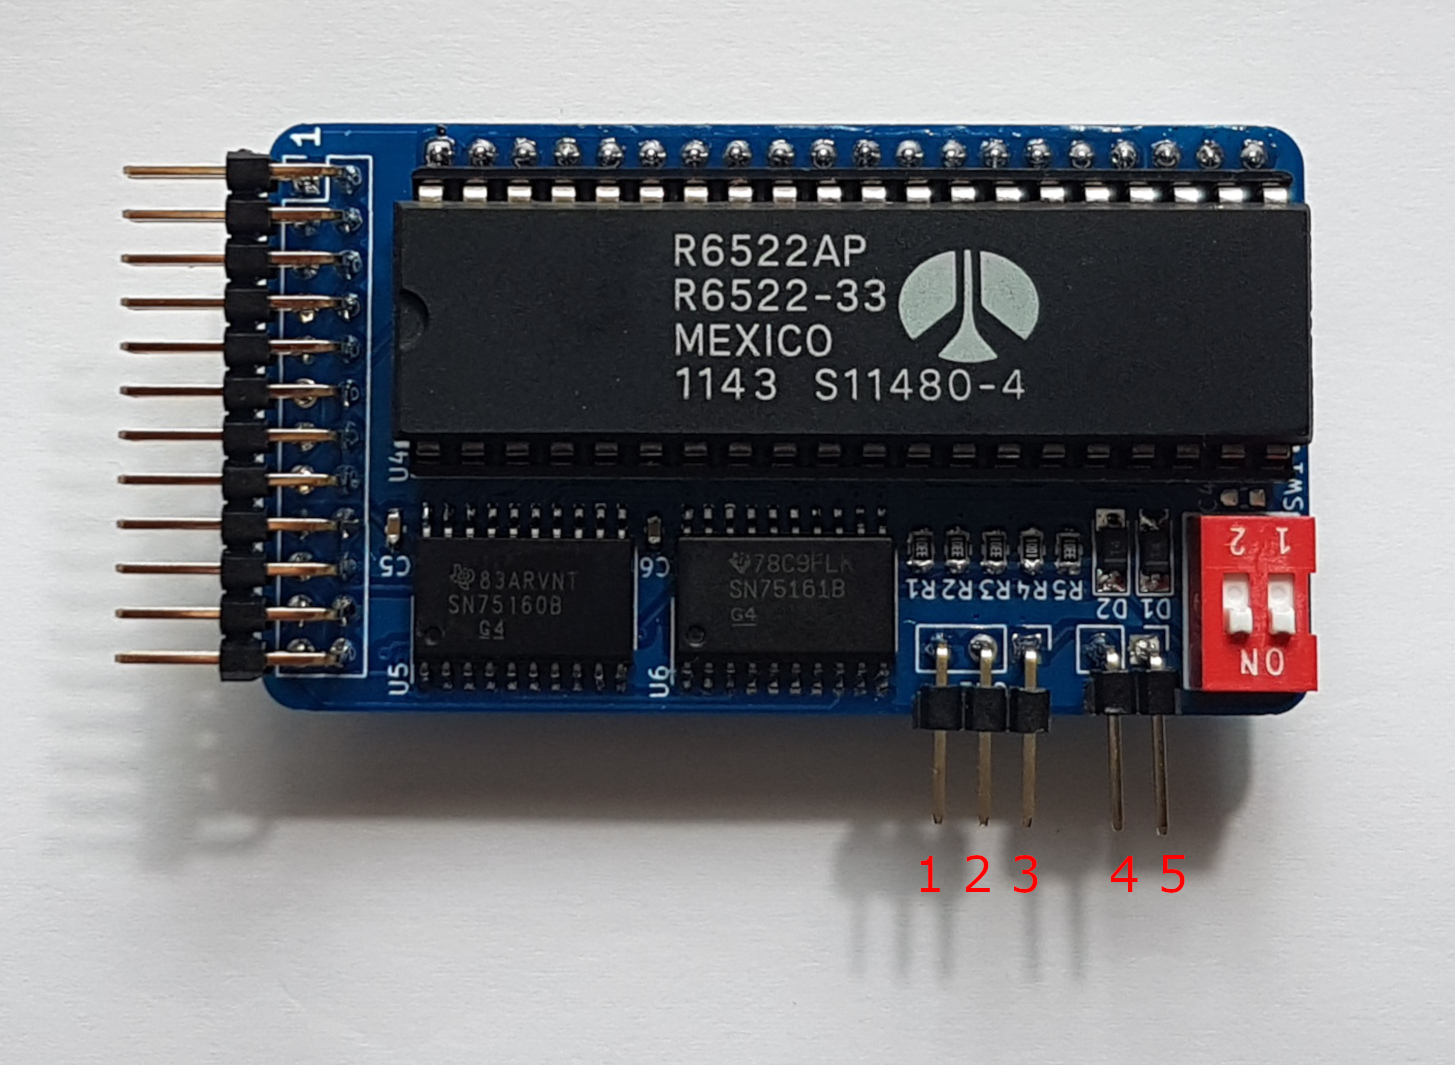 1
R6522AP
R6522-33
MEXICO
1143 S11480-4
U4
SW1
C5
83ARVNT
SN75160B
G4
C6
78C9FLK
SN75161B
G4
R1 R2 R3 R4 R5
D2 D1
1 2
ON
U5
U6
1 2 3 4 5